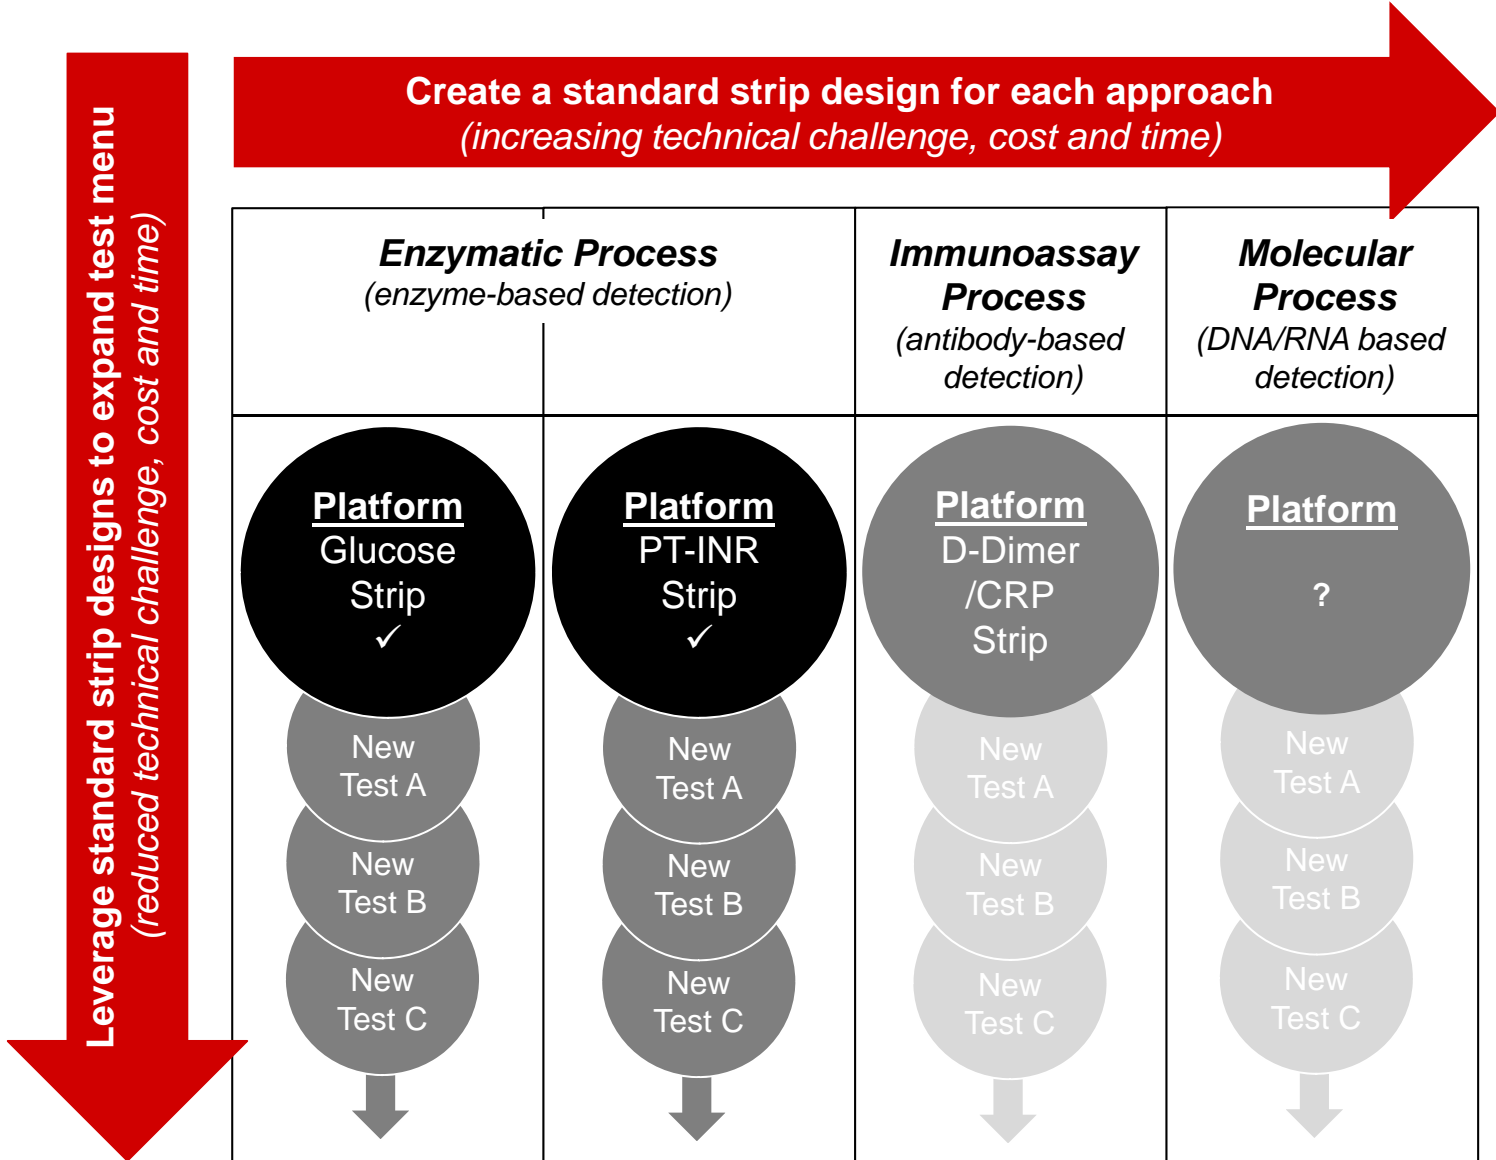 Create a standard strip design for each approach
(increasing technical challenge, cost and time)
Leverage standard strip designs to expand test menu
(reduced technical challenge, cost and time)
Enzymatic Process
(enzyme-based detection)
Immunoassay
Process
(antibody-based
detection)
Molecular
Process
(DNA/RNA based
detection)
Platform
Glucose
Strip
✓
New
Test A
New
Test B
New
Test C
Platform
PT-INR
Strip
✓
New
Test A
New
Test B
New
Test C
Platform
D-Dimer
/CRP
Strip
New
Test A
New
Test B
New
Test C
Platform
?
New
Test A
New
Test B
New
Test C